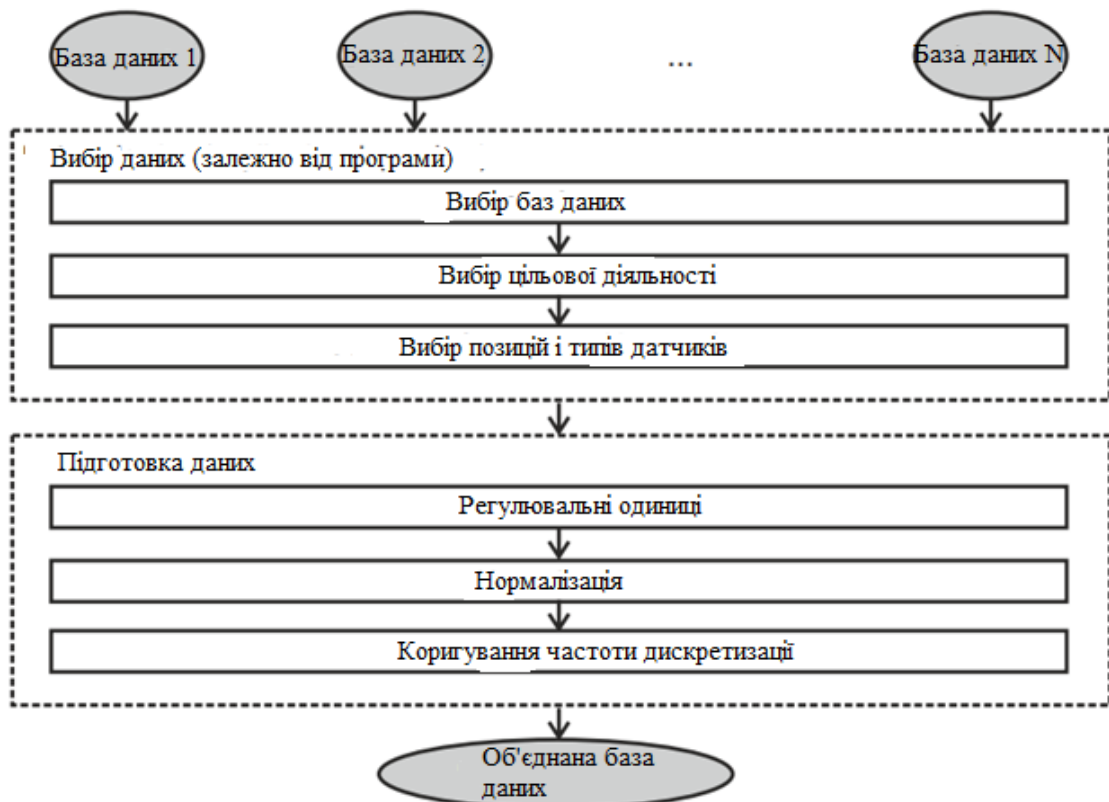 База даних 1
База даних 2
...
База даних N
Вибір даних (залежно від програми)
Вибір баз даних
Вибір цільової діяльності
Вибір позицій і типів датчиків
Підготовка даних
Регулювальні одиниці
Нормалізація
Коригування частоти дискретизації
Об'єднана база
даних